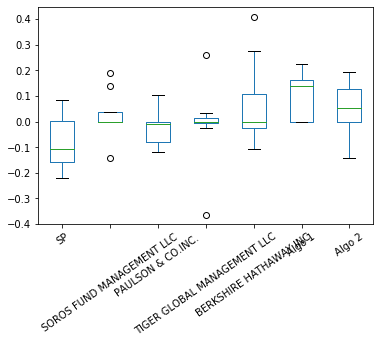 0.4
0.3
0.2
0.1
0.0
−0.1
−0.2
−0.3
−0.4
SP
SOROS FUND MANAGEMENT LLC
PAULSON & CO.INC.
TIGER GLOBAL MANAGEMENT LLC
BERKSHIRE HATHAWAY INC
Algo 1
Algo 2